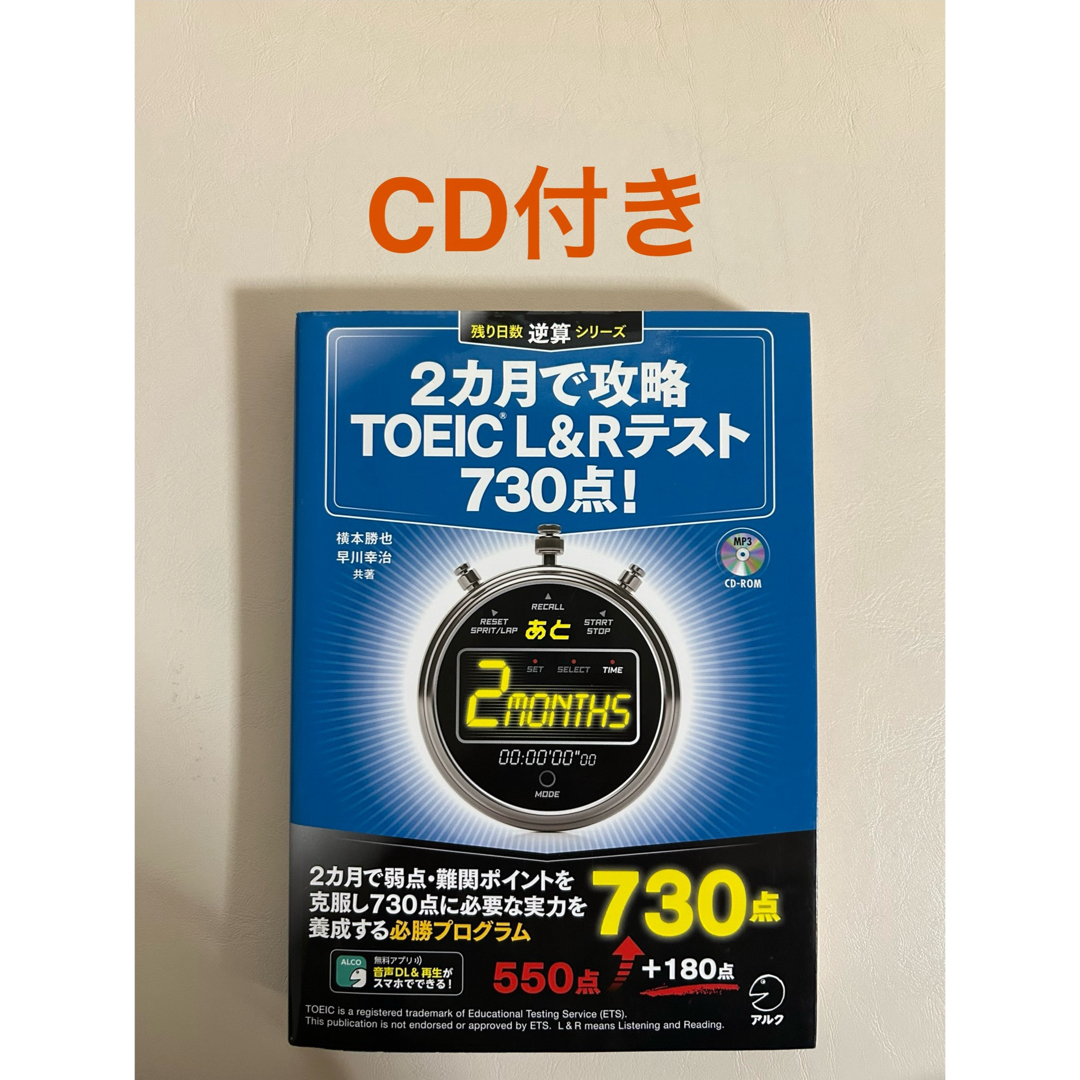 CD付き
残り日数 逆算 シリーズ
2カ月で攻略
TOEIC® L&Rテスト
730点!
横本勝也
早川幸治
共著
MP3
CD-ROM
RECALL
RESET
SPRIT/LAP
あと
START
STOP
SET SELECT TIME
2MONTHS
00:00'00"00
MODE
2カ月で弱点・難関ポイントを
克服し730点に必要な実力を
養成する必勝プログラム
730点
ALCO
無料アプリ
音声DL&再生が
スマホでできる!
550点
+180点
アルク
TOEIC is a registered trademark of Educational Testing Service (ETS).
This publication is not endorsed or approved by ETS. L&R means Listening and Reading.